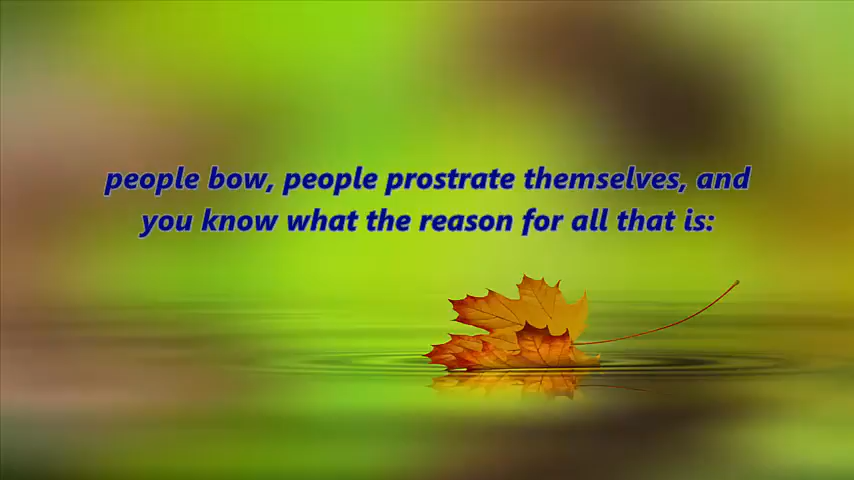 people bow, people prostrate themselves, and
you know what the reason for all that is: